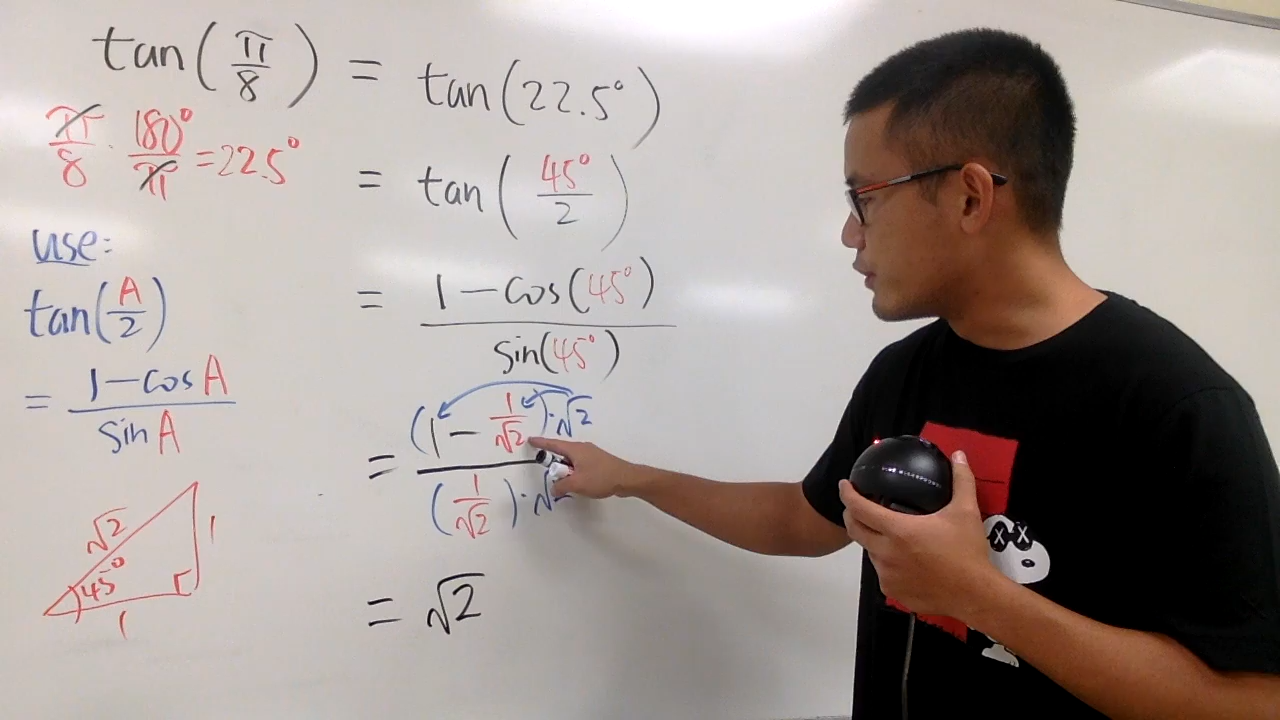 tan(π/8) = tan(22.5°)
π/8 · 180°/π = 22.5°
= tan(45°/2)
use:
tan(A/2)
= (1 - cos A)/(sin A)
= (1 - cos(45°))/(sin(45°))
= ((1 - 1/√2)·√2)/((1/√2)·√2)
= √2
√2
1
45°
1